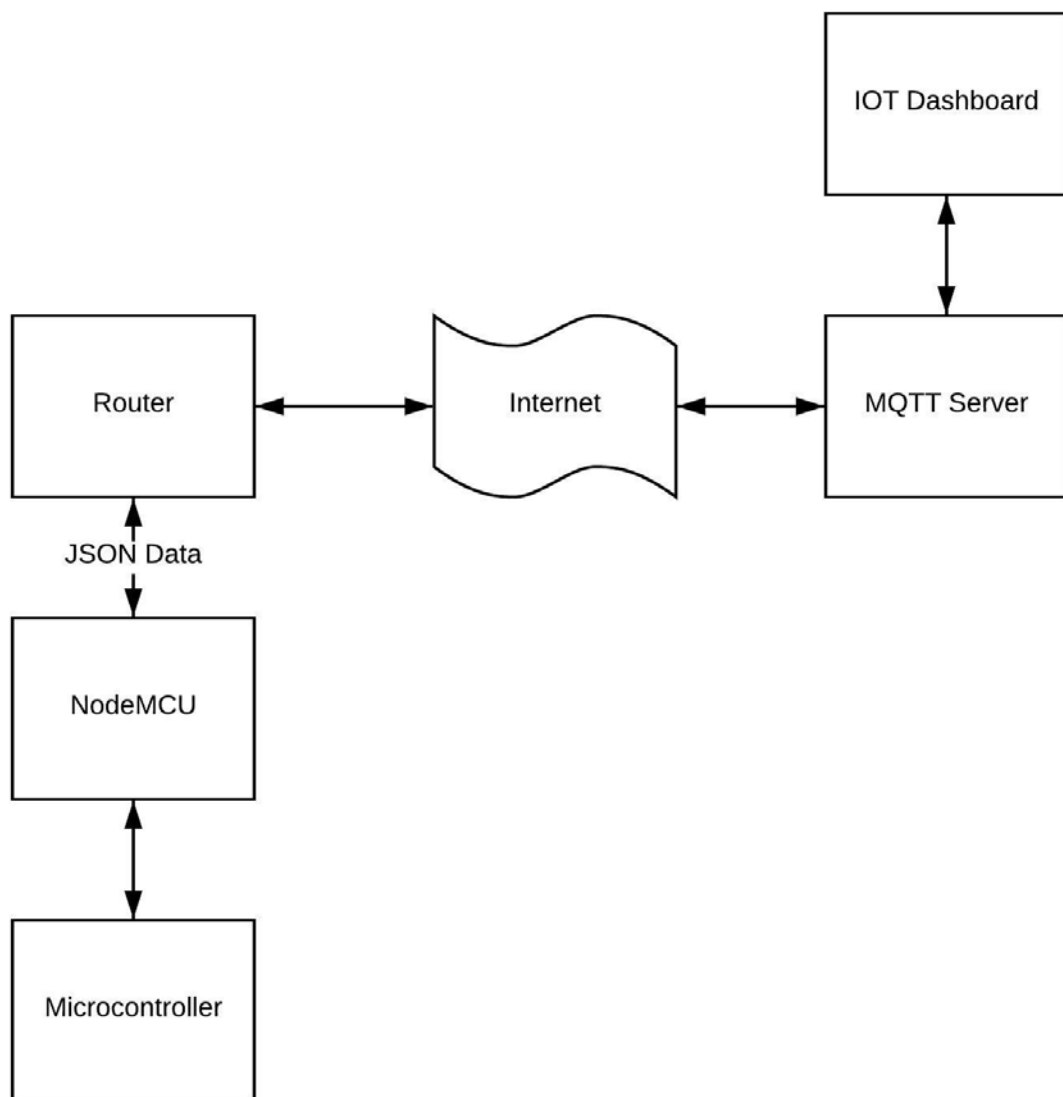 IOT Dashboard
Router
Internet
MQTT Server
JSON Data
NodeMCU
Microcontroller